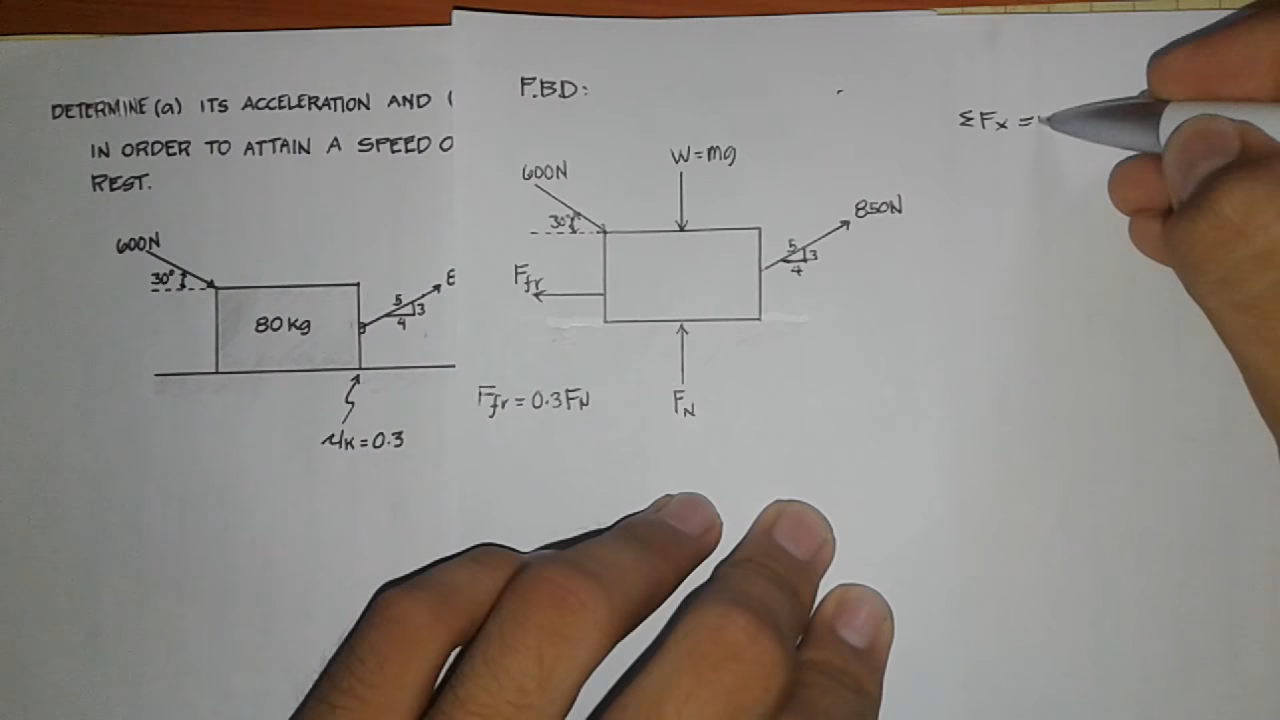 DETERMINE (a) ITS ACCELERATION AND (
IN ORDER TO ATTAIN A SPEED O
REST.
600N
30°
80 kg
5
3
4
μK = 0.3
F.B.D:
W = mg
600N
30°
850N
5
3
4
Ffr
Ffr = 0.3FN
FN
ΣFx =